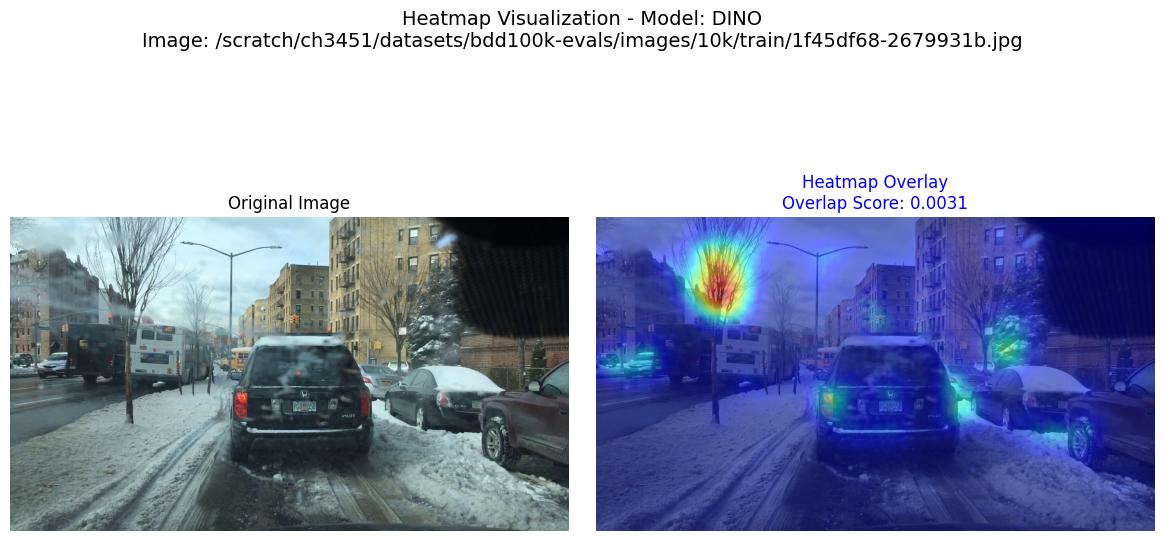 Heatmap Visualization - Model: DINO
Image: /scratch/ch3451/datasets/bdd100k-evals/images/10k/train/1f45df68-2679931b.jpg
Original Image
Heatmap Overlay
Overlap Score: 0.0031